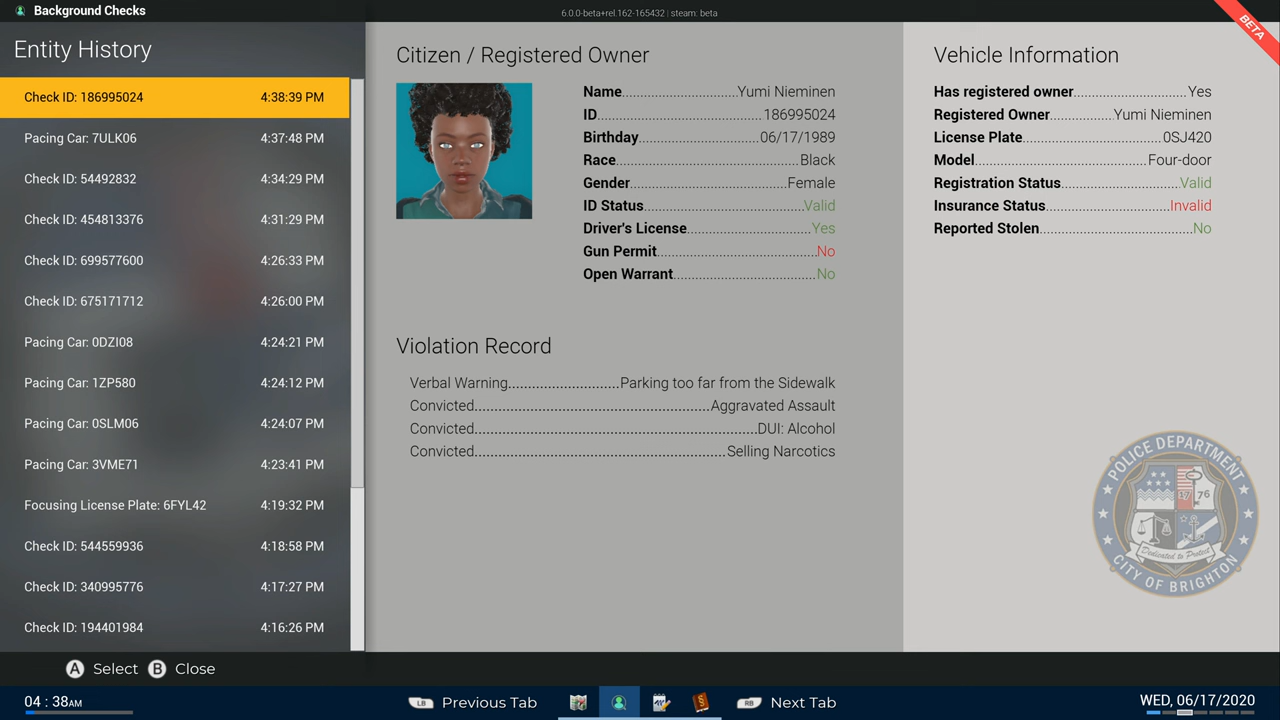 Background Checks
6.0.0-beta+rel.162-165432 | steam: beta
BETA
Entity History
Check ID: 186995024 4:38:39 PM
Pacing Car: 7ULK06 4:37:48 PM
Check ID: 54492832 4:34:29 PM
Check ID: 454813376 4:31:29 PM
Check ID: 699577600 4:26:33 PM
Check ID: 675171712 4:26:00 PM
Pacing Car: 0DZI08 4:24:21 PM
Pacing Car: 1ZP580 4:24:12 PM
Pacing Car: 0SLM06 4:24:07 PM
Pacing Car: 3VME71 4:23:41 PM
Focusing License Plate: 6FYL42 4:19:32 PM
Check ID: 544559936 4:18:58 PM
Check ID: 340995776 4:17:27 PM
Check ID: 194401984 4:16:26 PM
Citizen / Registered Owner
Name Yumi Nieminen
ID 186995024
Birthday 06/17/1989
Race Black
Gender Female
ID Status Valid
Driver's License Yes
Gun Permit No
Open Warrant No
Violation Record
Verbal Warning Parking too far from the Sidewalk
Convicted Aggravated Assault
Convicted DUI: Alcohol
Convicted Selling Narcotics
Vehicle Information
Has registered owner Yes
Registered Owner Yumi Nieminen
License Plate 0SJ420
Model Four-door
Registration Status Valid
Insurance Status Invalid
Reported Stolen No
POLICE DEPARTMENT
17 76
Dedicated to Protect
CITY OF BRIGHTON
A Select B Close
04 : 38AM
LB Previous Tab
RB Next Tab
WED, 06/17/2020